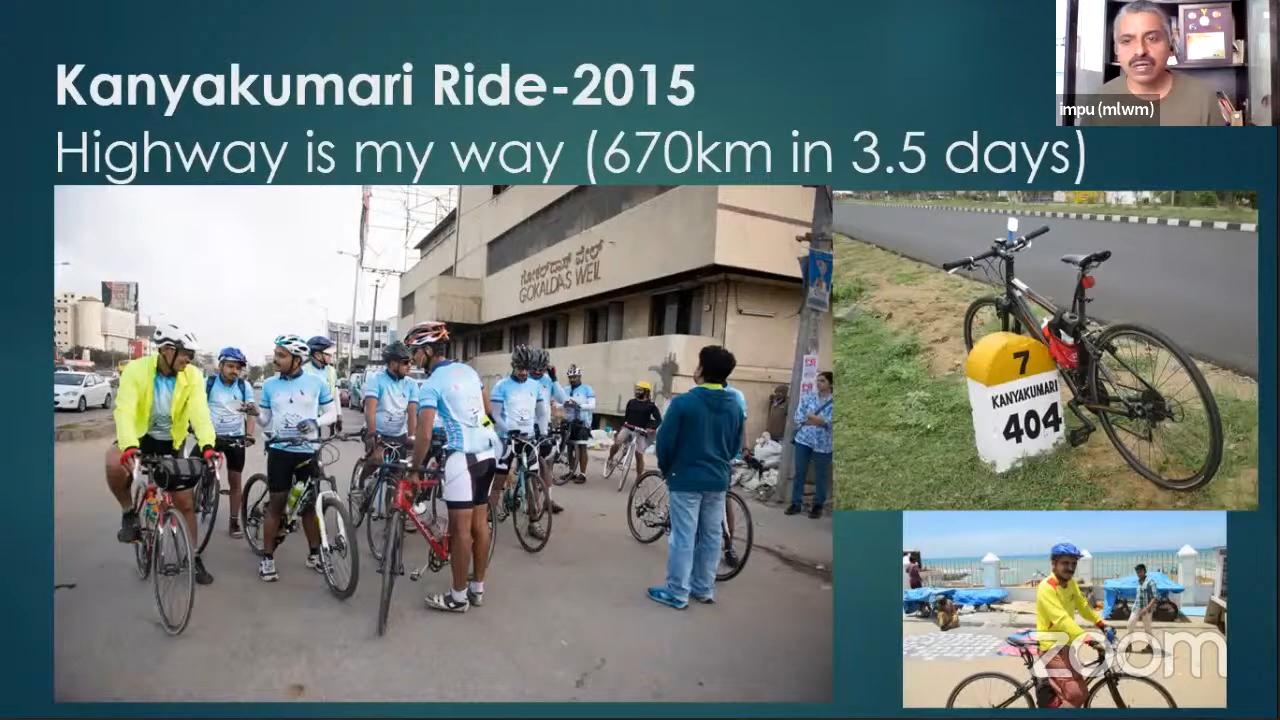 Kanyakumari Ride-2015
Highway is my way (670km in 3.5 days)
impu (mlwm)
ಗೋಕಲ್‌ದಾಸ್ ವೇಲ್
GOKALDAS WEIL
7
KANYAKUMARI
404
zoom